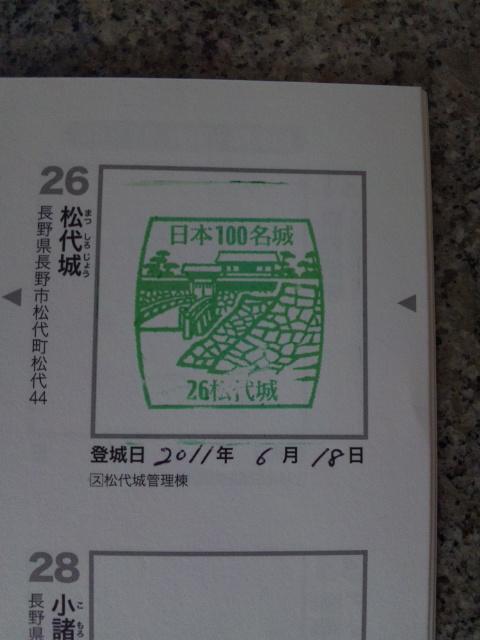 26
松代城
まつしろじょう
長野県長野市松代町松代44
日本100名城
26松代城
登城日 2011年 6月 18日
ス松代城管理棟
28
小諸
こもろ
長野県